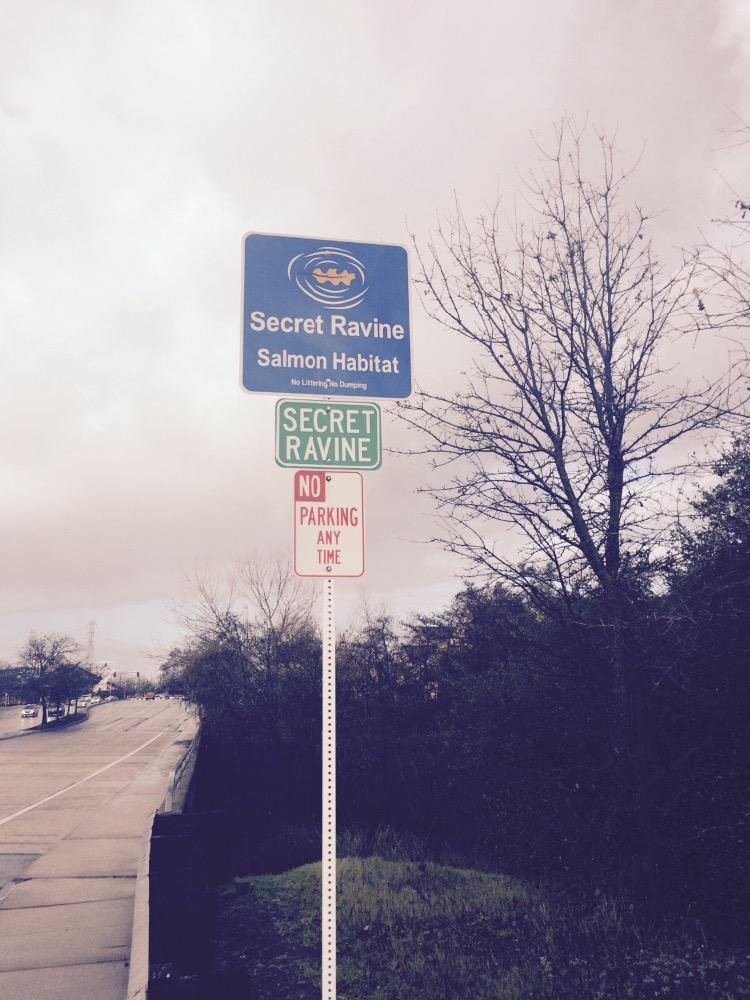 Secret Ravine
Salmon Habitat
No Littering No Dumping
SECRET
RAVINE
NO
PARKING
ANY
TIME